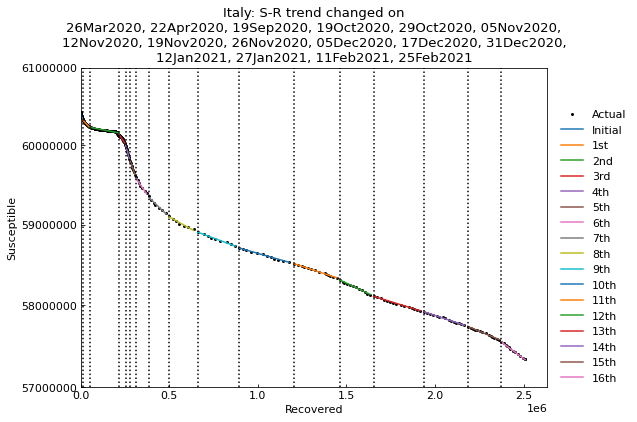 Italy: S-R trend changed on
26Mar2020, 22Apr2020, 19Sep2020, 19Oct2020, 29Oct2020, 05Nov2020,
12Nov2020, 19Nov2020, 26Nov2020, 05Dec2020, 17Dec2020, 31Dec2020,
12Jan2021, 27Jan2021, 11Feb2021, 25Feb2021
61000000
60000000
59000000
58000000
57000000
Susceptible
0.0
0.5
1.0
1.5
2.0
2.5
1e6
Recovered
Actual
Initial
1st
2nd
3rd
4th
5th
6th
7th
8th
9th
10th
11th
12th
13th
14th
15th
16th